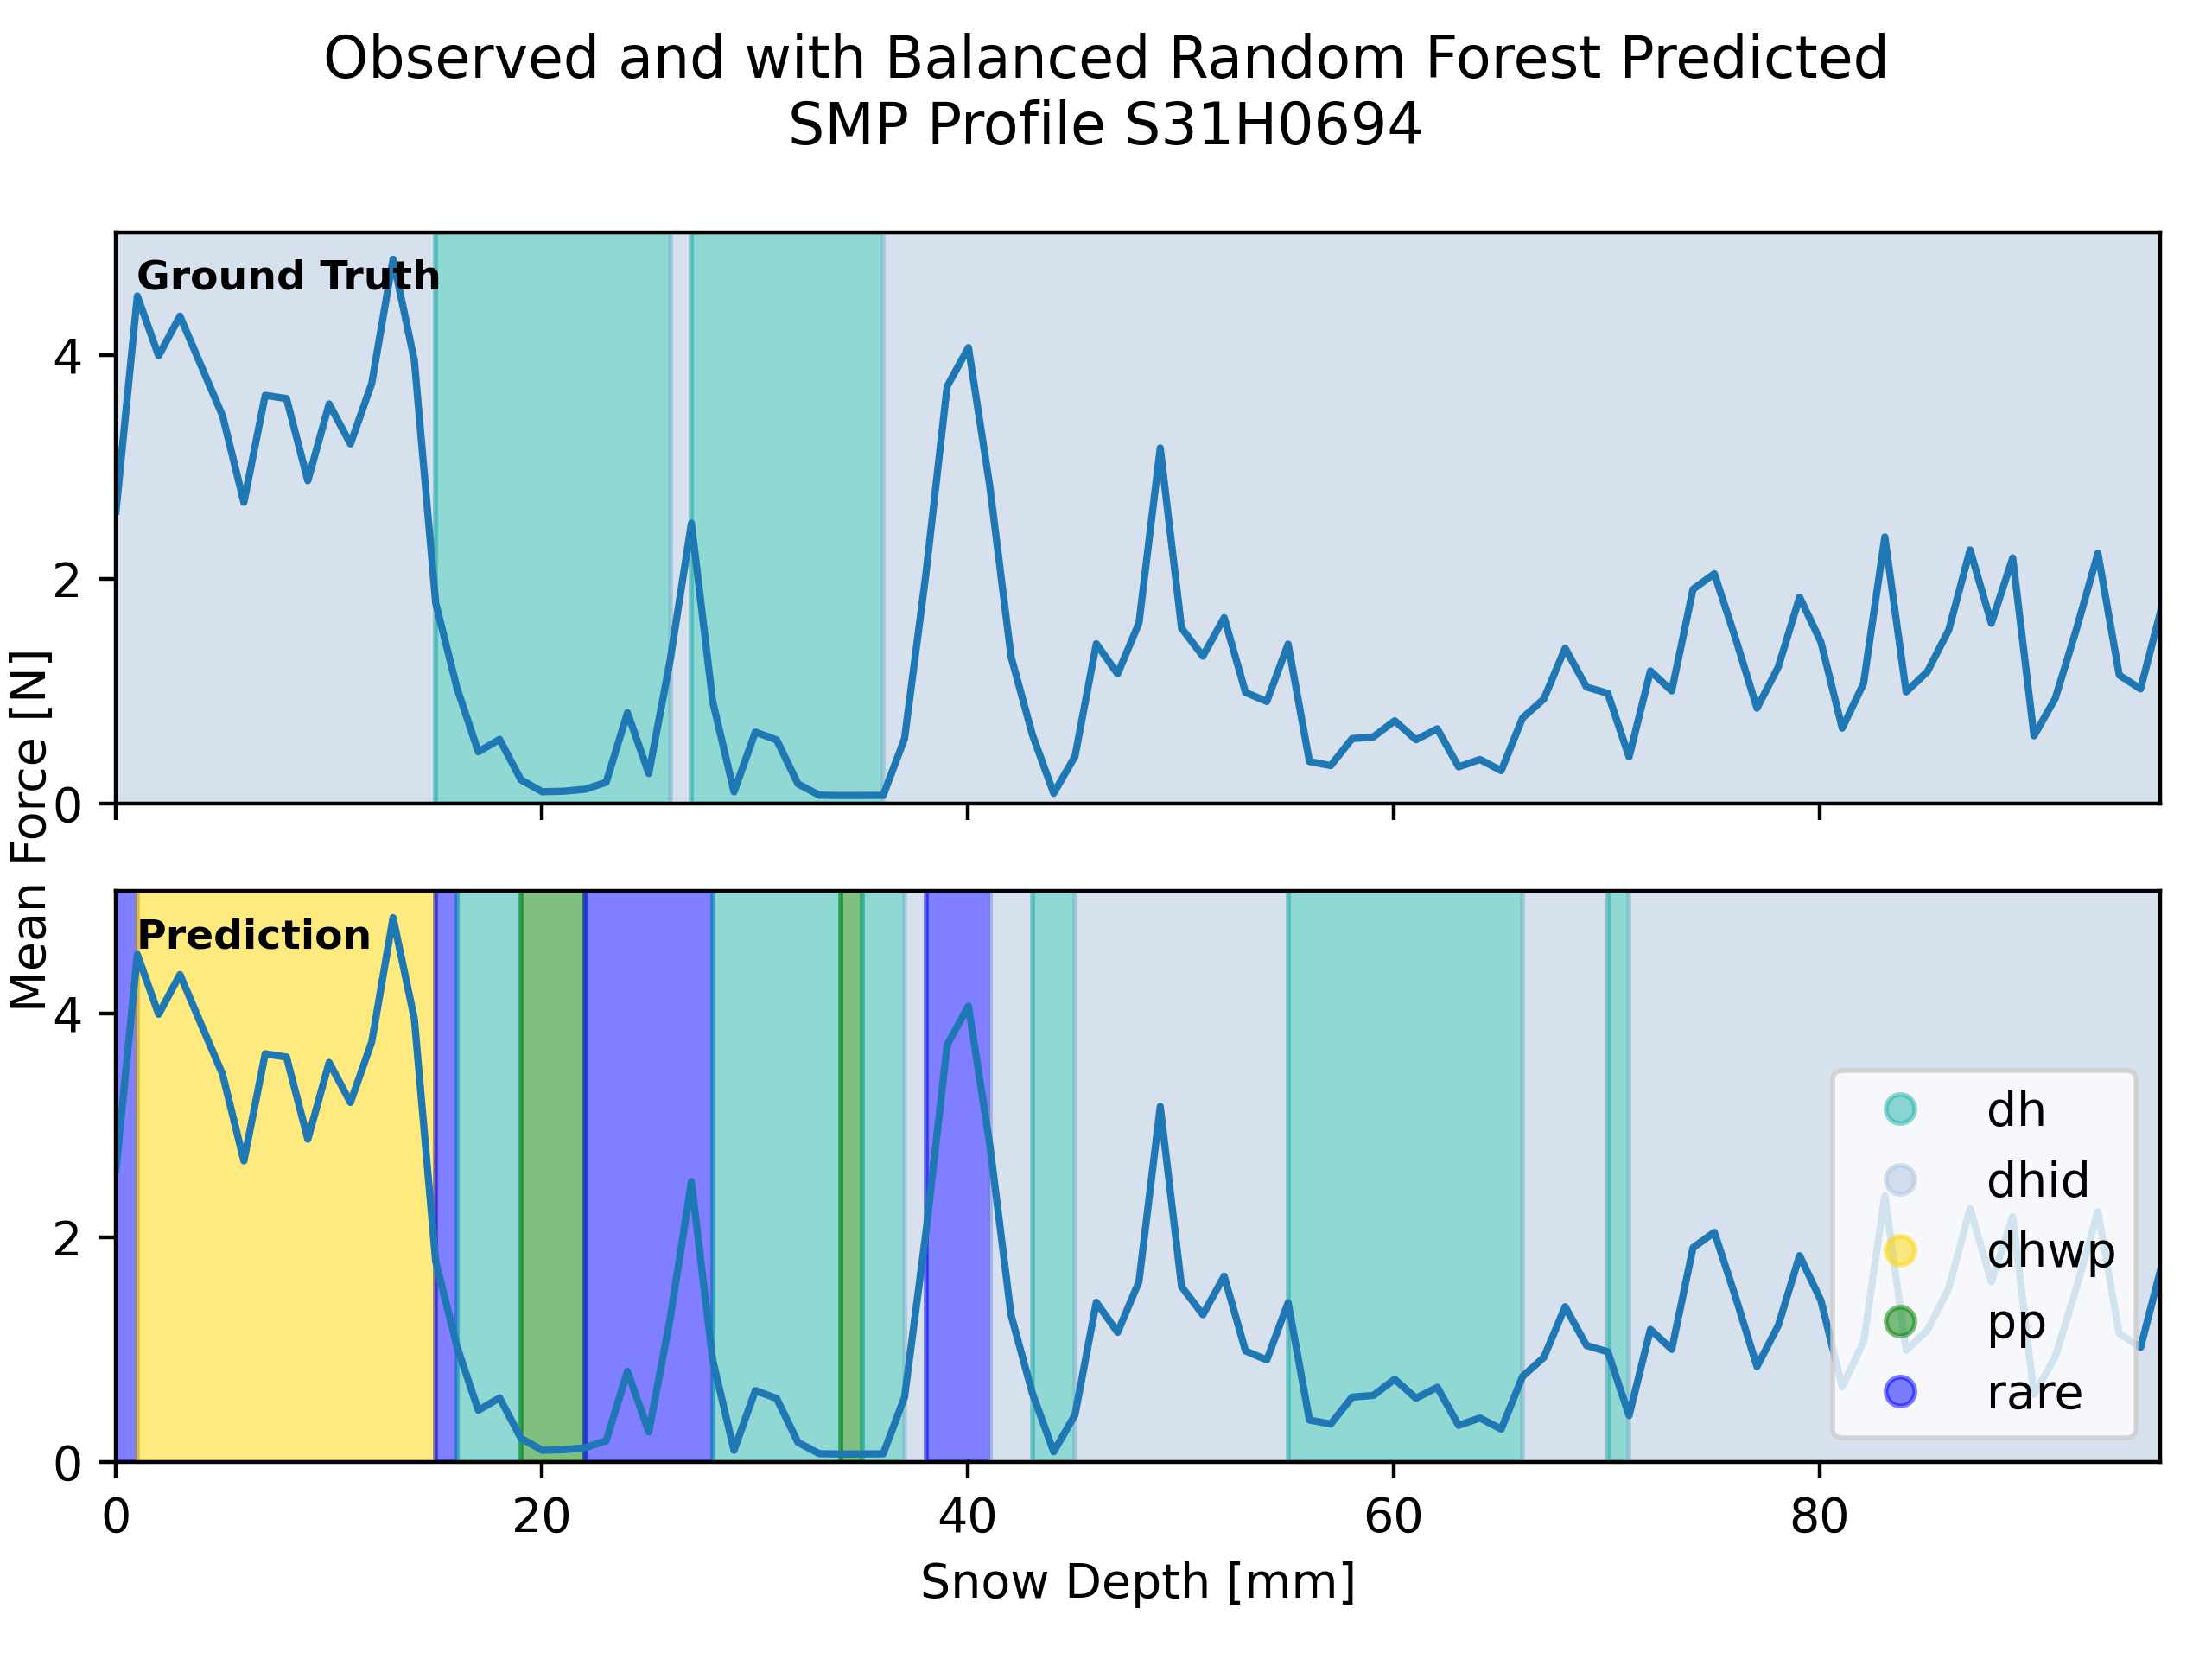 Observed and with Balanced Random Forest Predicted
SMP Profile S31H0694
Ground Truth
4
2
0
Mean Force [N]
Prediction
4
2
0
dh
dhid
dhwp
pp
rare
0 20 40 60 80
Snow Depth [mm]